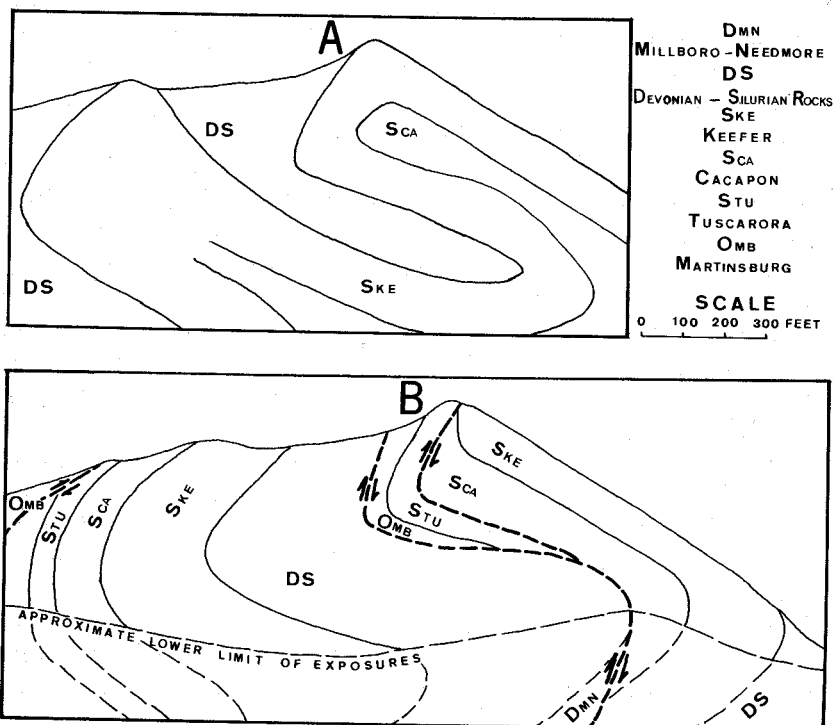 A
DS
SCA
DS
SKE
DMN
MILLBORO-NEEDMORE
DS
DEVONIAN - SILURIAN ROCKS
SKE
KEEFER
SCA
CACAPON
STU
TUSCARORA
OMB
MARTINSBURG
SCALE
0 100 200 300 FEET
B
OMB
STU
SCA
SKE
DS
OMB
STU
SCA
SKE
APPROXIMATE LOWER LIMIT OF EXPOSURES
DMN
DS